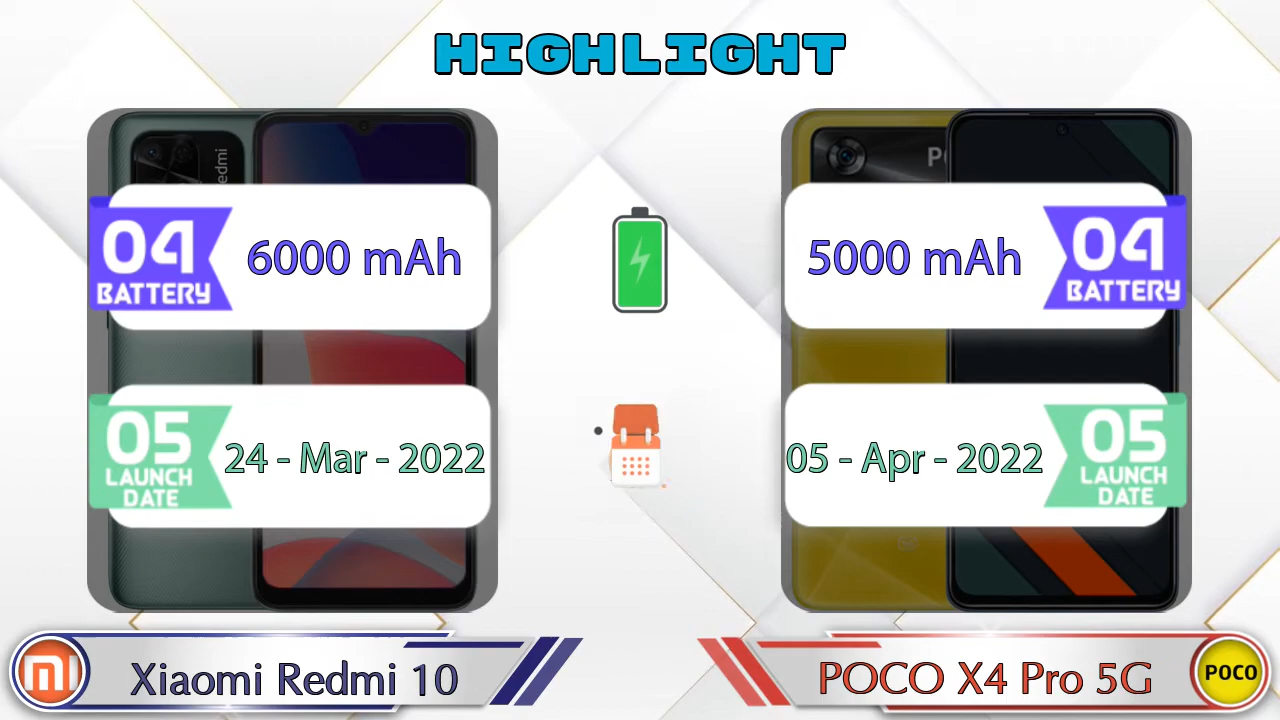 HIGHLIGHT
Redmi
04
BATTERY
6000 mAh
05
LAUNCH
DATE
24 - Mar - 2022
5000 mAh
04
BATTERY
05 - Apr - 2022
05
LAUNCH
DATE
Xiaomi Redmi 10
POCO X4 Pro 5G
POCO